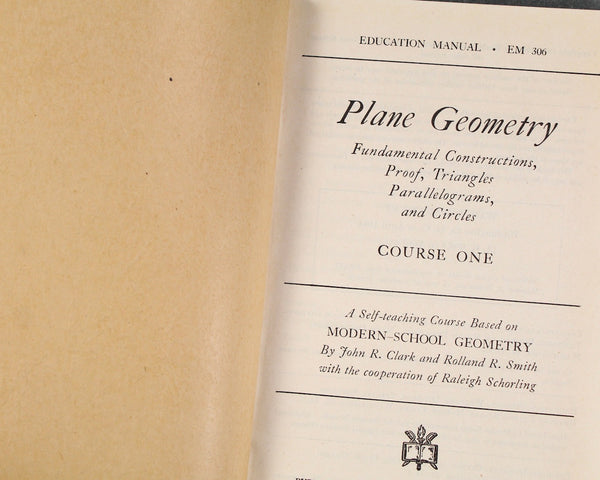 EDUCATION MANUAL · EM 306
Plane Geometry
Fundamental Constructions,
Proof, Triangles
Parallelograms,
and Circles
COURSE ONE
A Self-teaching Course Based on
MODERN-SCHOOL GEOMETRY
By John R. Clark and Rolland R. Smith
with the cooperation of Raleigh Schorling